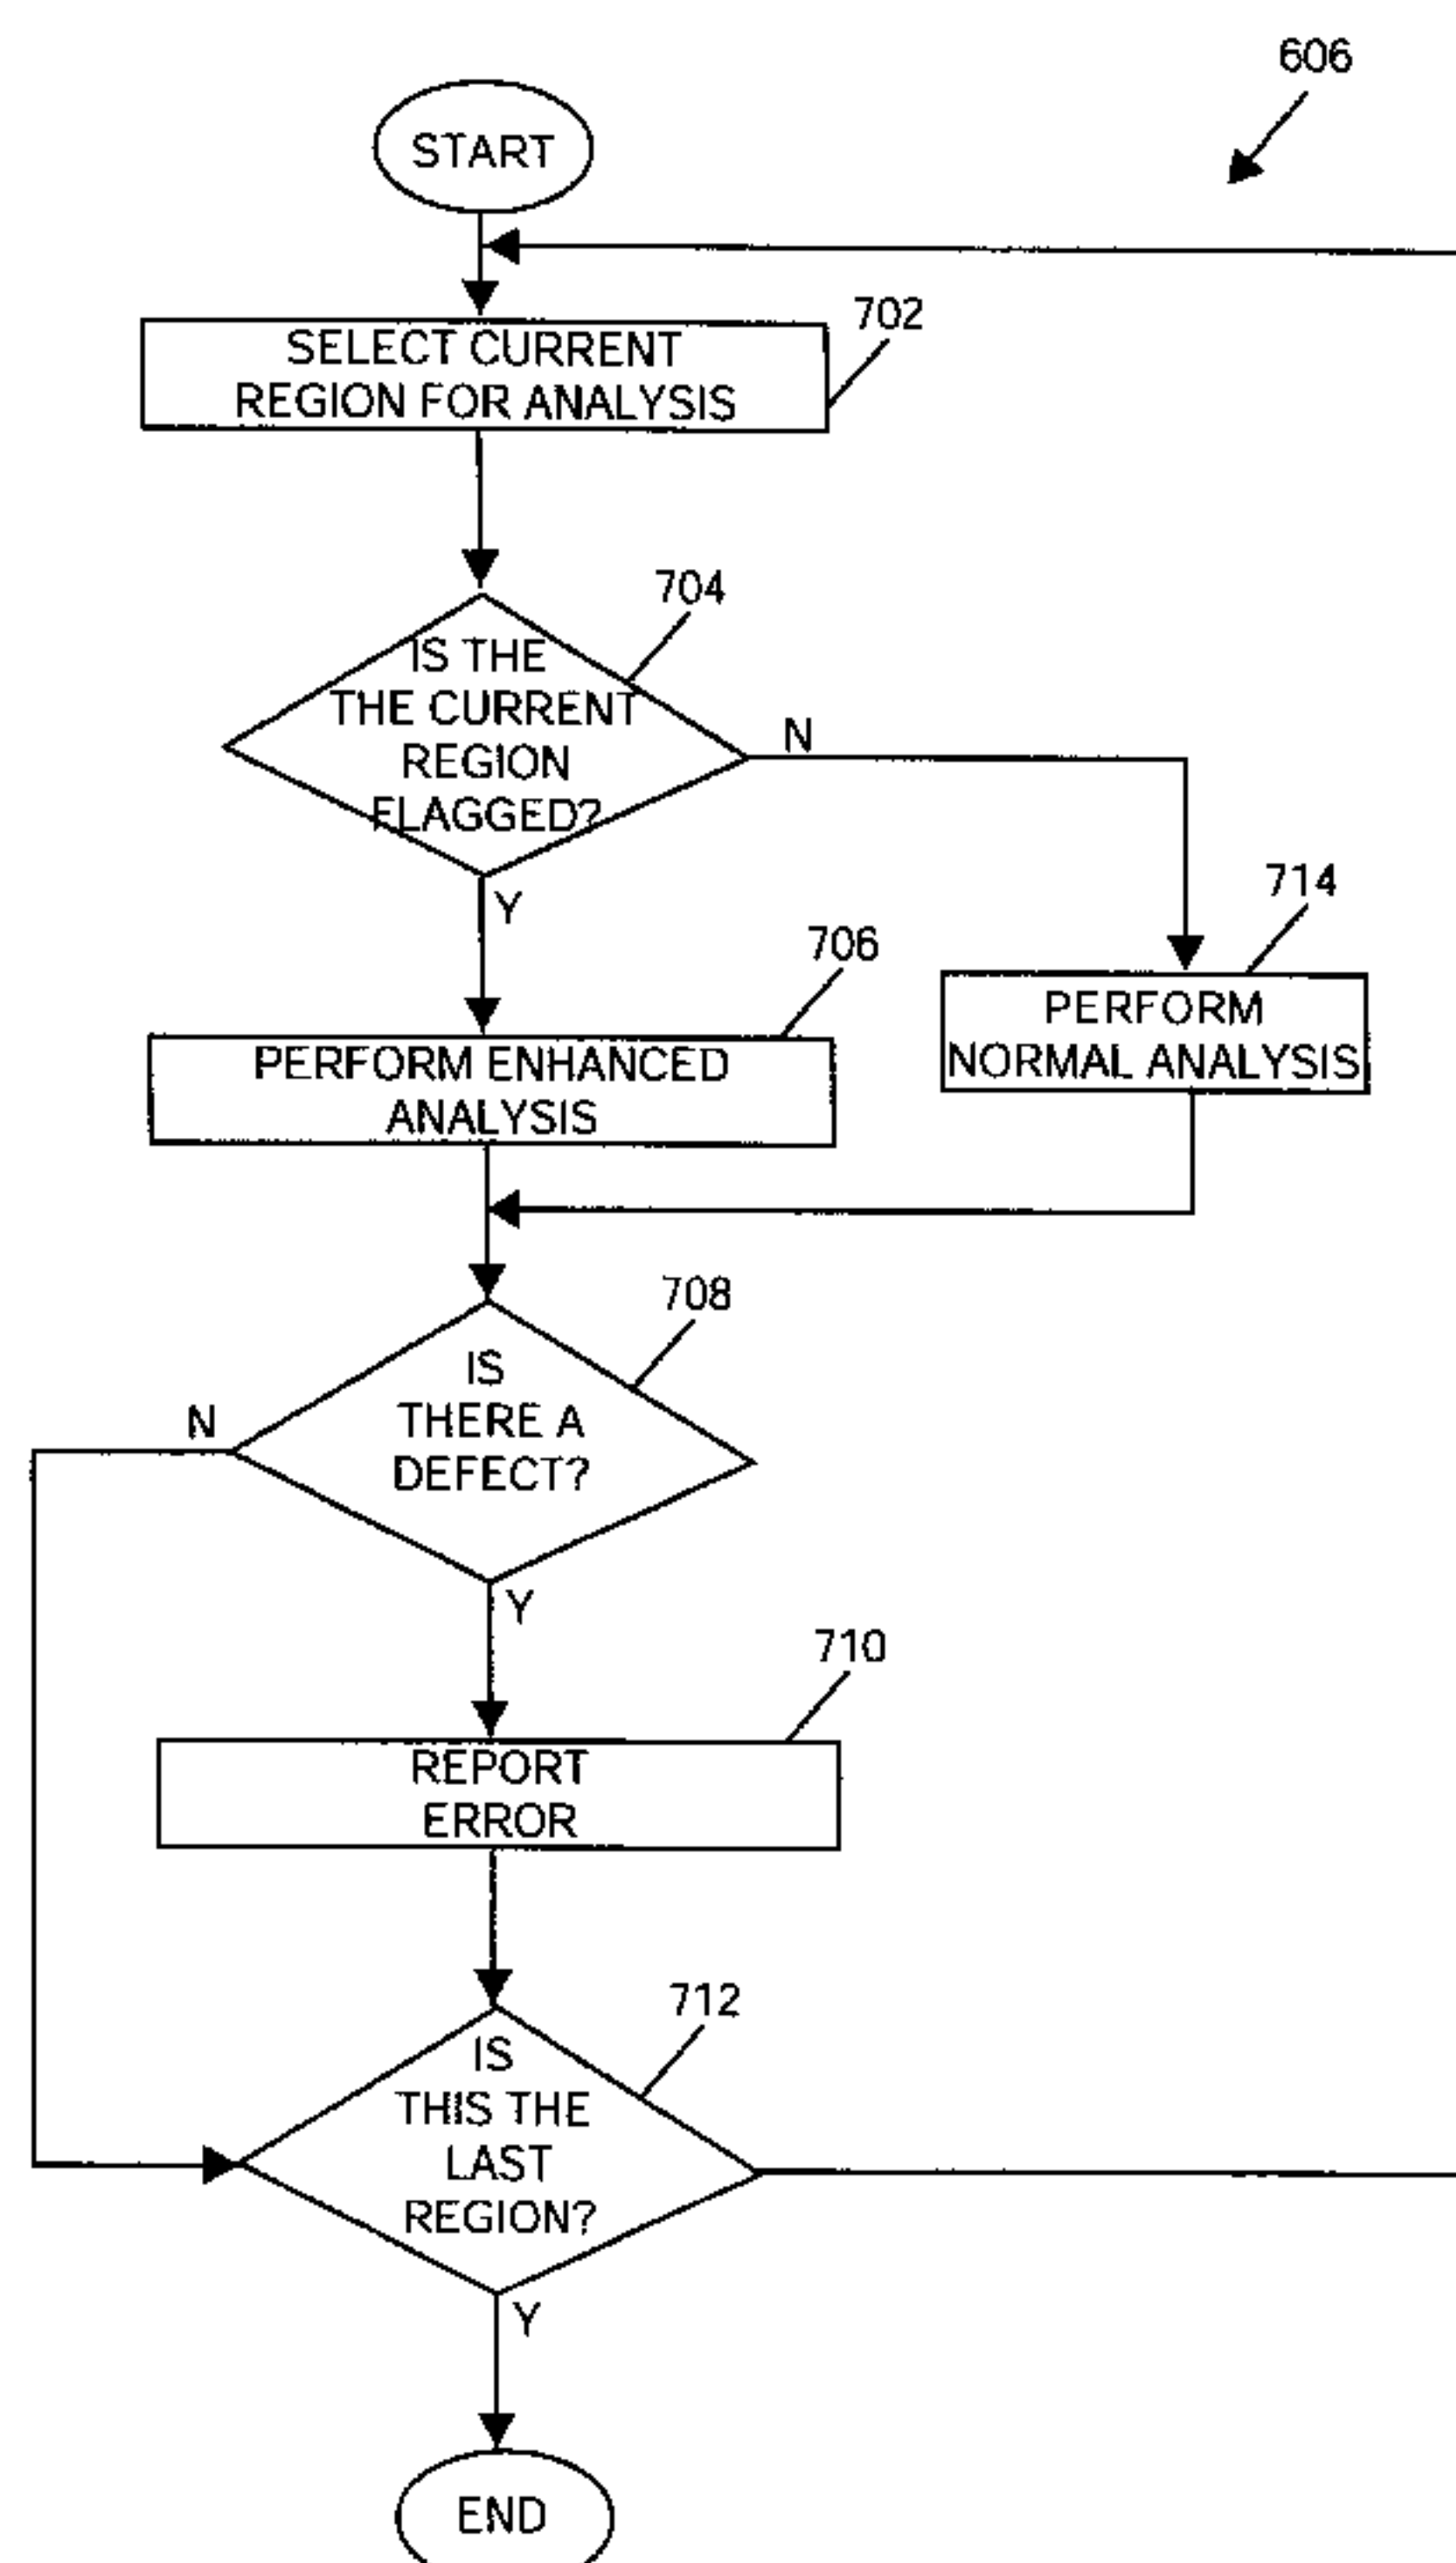 606
START
702
SELECT CURRENT
REGION FOR ANALYSIS
704
IS THE
THE CURRENT
REGION
FLAGGED?
N
Y
714
PERFORM
NORMAL ANALYSIS
706
PERFORM ENHANCED
ANALYSIS
708
IS
THERE A
DEFECT?
N
Y
710
REPORT
ERROR
712
IS
THIS THE
LAST
REGION?
Y
END